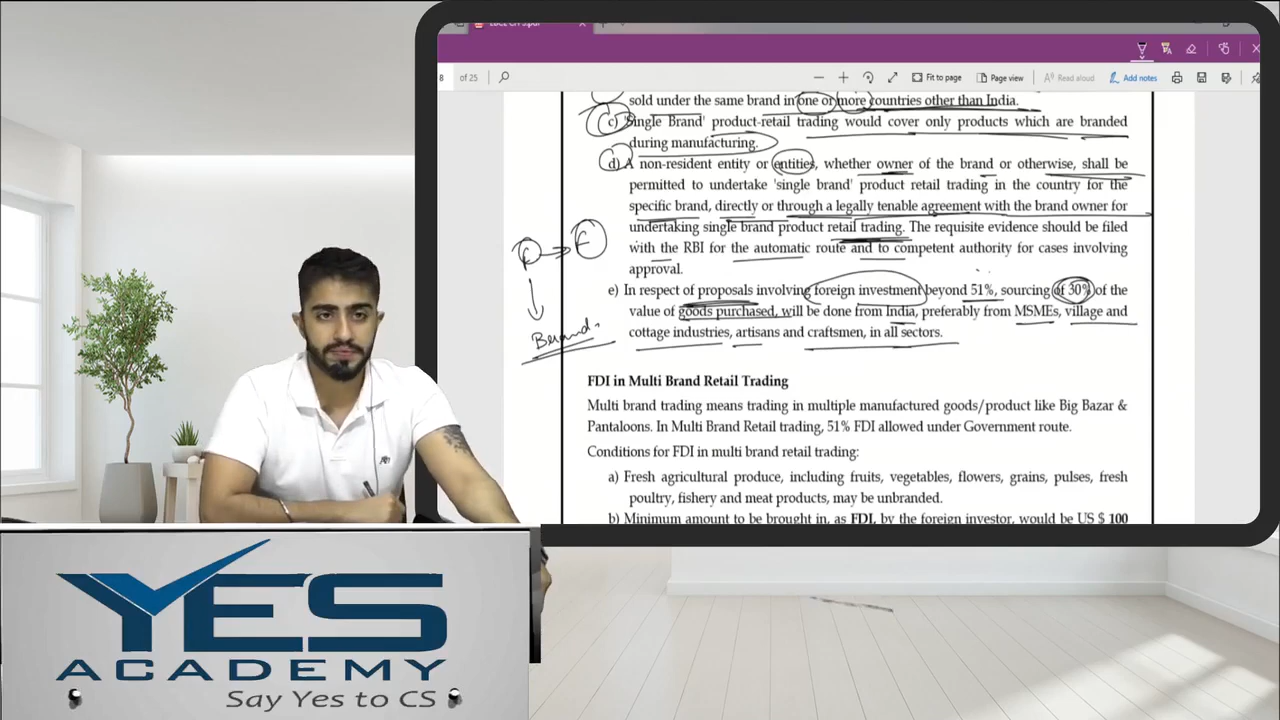 8 of 25
Fit to page
Page view
Read aloud
Add notes
sold under the same brand in one or more countries other than India.
c) 'Single Brand' product-retail trading would cover only products which are branded
during manufacturing.
d) A non-resident entity or entities, whether owner of the brand or otherwise, shall be
permitted to undertake 'single brand' product retail trading in the country for the
specific brand, directly or through a legally tenable agreement with the brand owner for
undertaking single brand product retail trading. The requisite evidence should be filed
with the RBI for the automatic route and to competent authority for cases involving
approval.
e) In respect of proposals involving foreign investment beyond 51%, sourcing of 30% of the
value of goods purchased, will be done from India, preferably from MSMEs, village and
cottage industries, artisans and craftsmen, in all sectors.
Brand
FDI in Multi Brand Retail Trading
Multi brand trading means trading in multiple manufactured goods/product like Big Bazar &
Pantaloons. In Multi Brand Retail trading, 51% FDI allowed under Government route.
Conditions for FDI in multi brand retail trading:
a) Fresh agricultural produce, including fruits, vegetables, flowers, grains, pulses, fresh
poultry, fishery and meat products, may be unbranded.
b) Minimum amount to be brought in, as FDI, by the foreign investor, would be US $ 100
YES
ACADEMY
Say Yes to CS